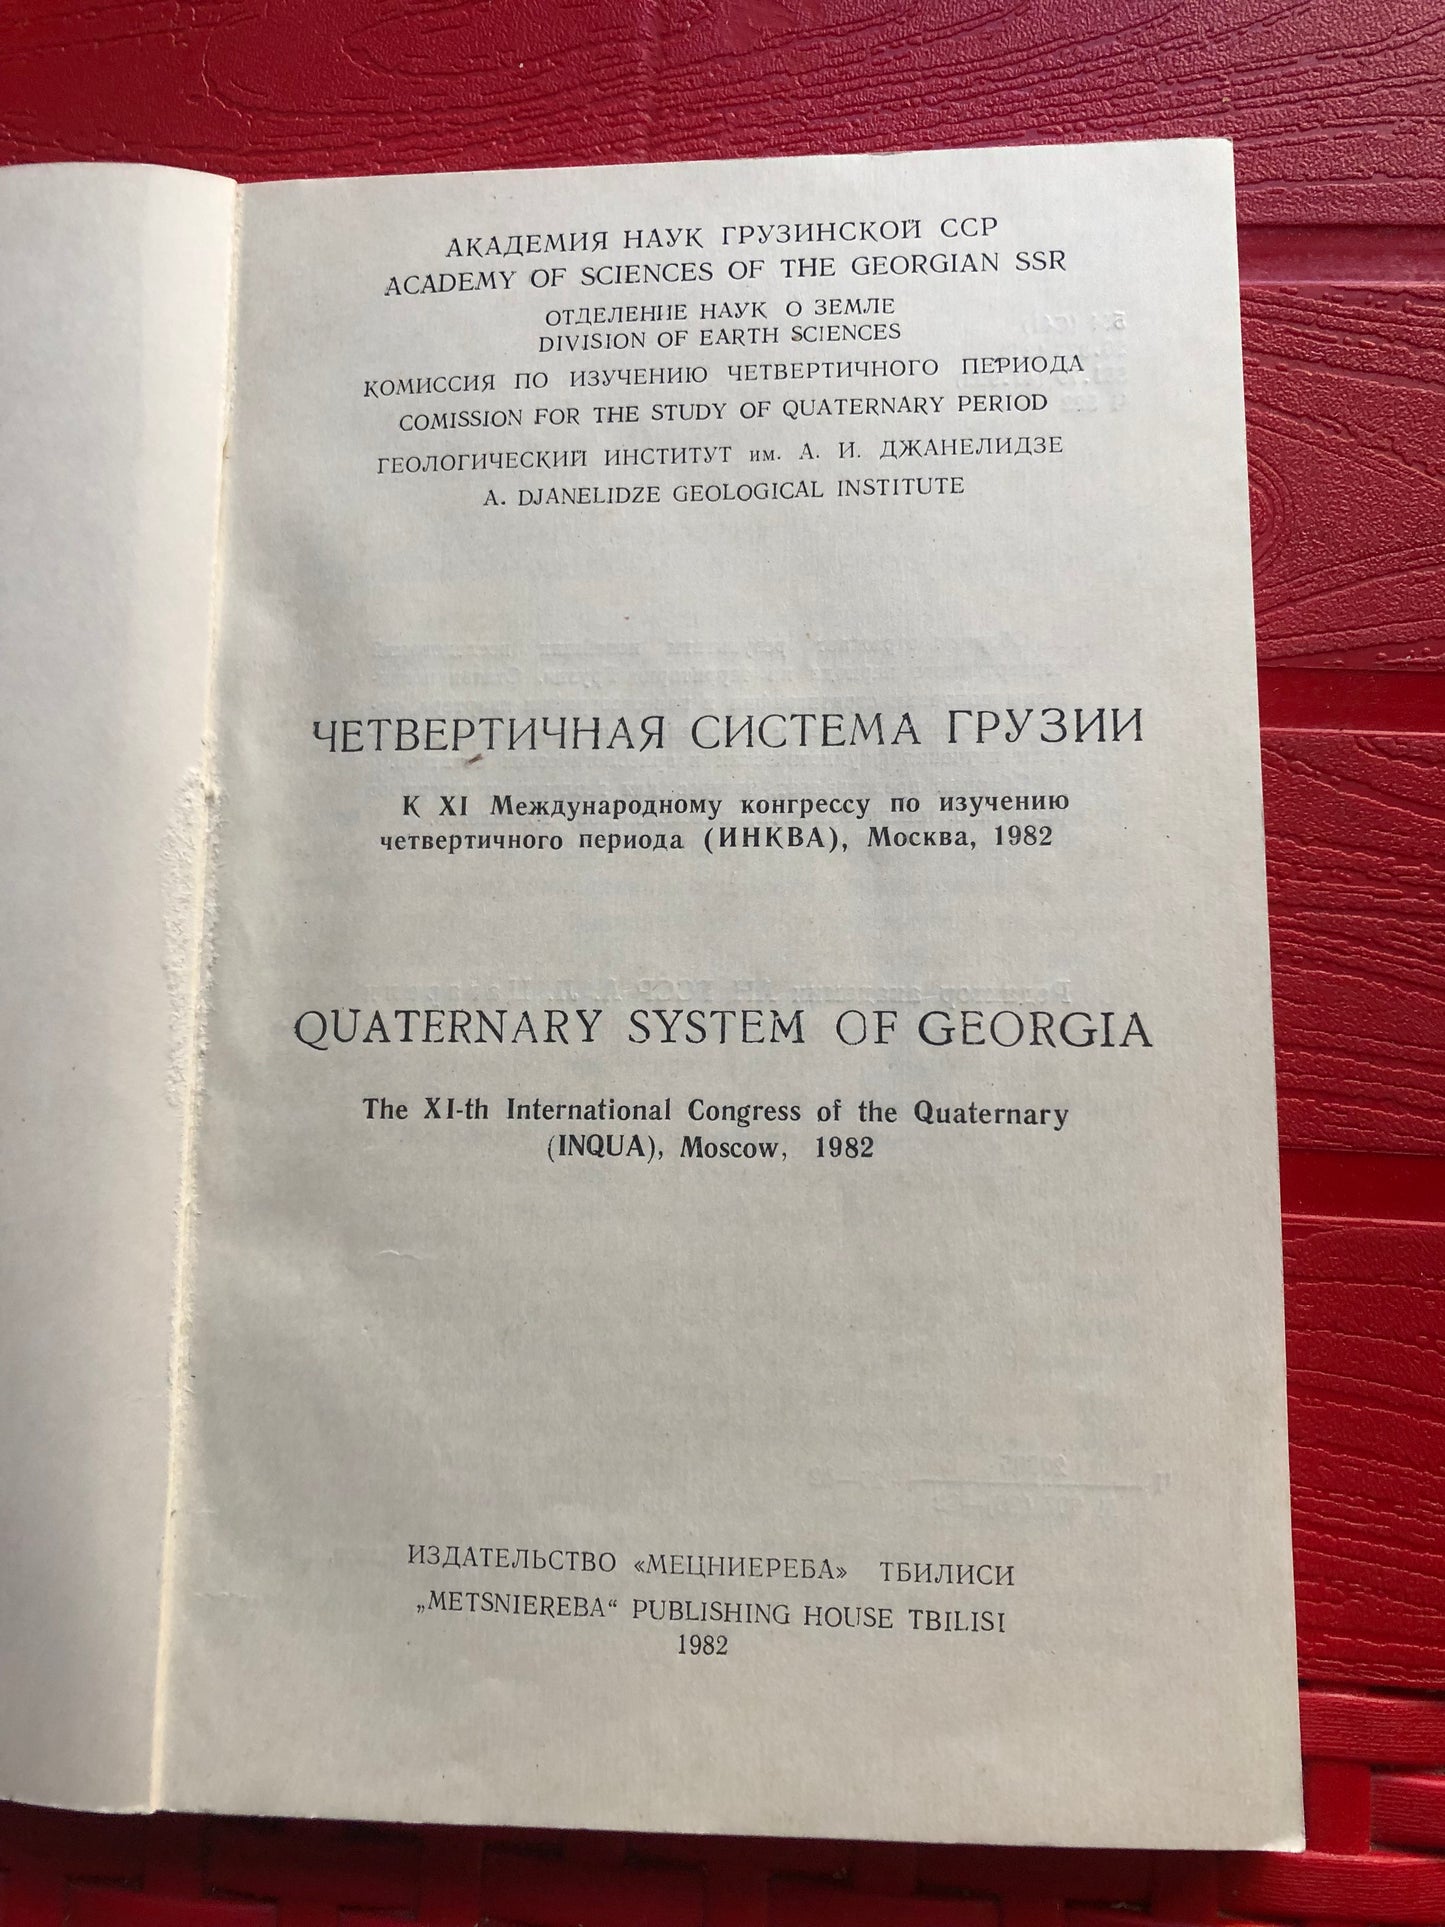 АКАДЕМИЯ НАУК ГРУЗИНСКОЙ ССР
ACADEMY OF SCIENCES OF THE GEORGIAN SSR
ОТДЕЛЕНИЕ НАУК О ЗЕМЛЕ
DIVISION OF EARTH SCIENCES
КОМИССИЯ ПО ИЗУЧЕНИЮ ЧЕТВЕРТИЧНОГО ПЕРИОДА
COMISSION FOR THE STUDY OF QUATERNARY PERIOD
ГЕОЛОГИЧЕСКИЙ ИНСТИТУТ им. А. И. ДЖАНЕЛИДЗЕ
A. DJANELIDZE GEOLOGICAL INSTITUTE
ЧЕТВЕРТИЧНАЯ СИСТЕМА ГРУЗИИ
К XI Международному конгрессу по изучению
четвертичного периода (ИНКВА), Москва, 1982
QUATERNARY SYSTEM OF GEORGIA
The XI-th International Congress of the Quaternary
(INQUA), Moscow, 1982
ИЗДАТЕЛЬСТВО «МЕЦНИЕРЕБА» ТБИЛИСИ
„METSNIEREBA“ PUBLISHING HOUSE TBILISI
1982